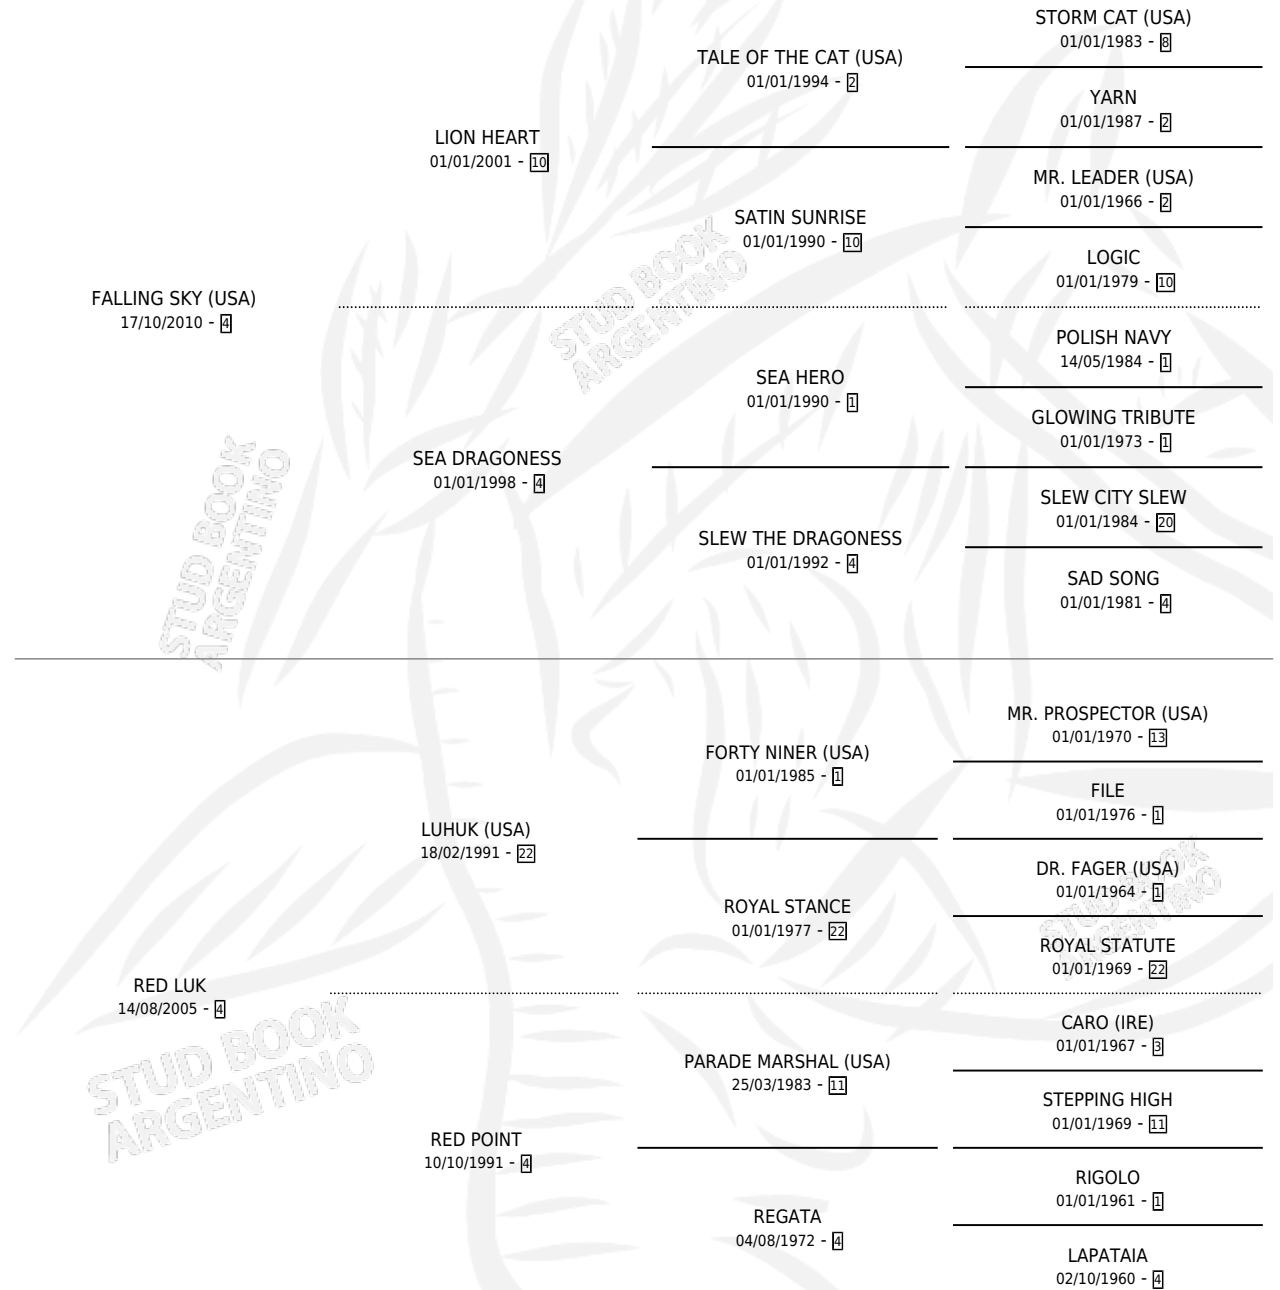 STORM CAT (USA)
01/01/1983 - 8
TALE OF THE CAT (USA)
01/01/1994 - 2
YARN
01/01/1987 - 2
LION HEART
01/01/2001 - 10
MR. LEADER (USA)
01/01/1966 - 2
SATIN SUNRISE
01/01/1990 - 10
LOGIC
01/01/1979 - 10
FALLING SKY (USA)
17/10/2010 - 4
STUD BOOK
ARGENTINO
POLISH NAVY
14/05/1984 - 1
SEA HERO
01/01/1990 - 1
GLOWING TRIBUTE
01/01/1973 - 1
SEA DRAGONESS
01/01/1998 - 4
SLEW CITY SLEW
01/01/1984 - 20
SLEW THE DRAGONESS
01/01/1992 - 4
SAD SONG
01/01/1981 - 4
STUD BOOK
ARGENTINO
MR. PROSPECTOR (USA)
01/01/1970 - 13
FORTY NINER (USA)
01/01/1985 - 1
FILE
01/01/1976 - 1
LUHUK (USA)
18/02/1991 - 22
DR. FAGER (USA)
01/01/1964 - 1
ROYAL STANCE
01/01/1977 - 22
STUD BOOK
ARGENTINO
ROYAL STATUTE
01/01/1969 - 22
RED LUK
14/08/2005 - 4
CARO (IRE)
01/01/1967 - 3
PARADE MARSHAL (USA)
25/03/1983 - 11
STEPPING HIGH
01/01/1969 - 11
STUD BOOK
ARGENTINO
RED POINT
10/10/1991 - 4
RIGOLO
01/01/1961 - 1
REGATA
04/08/1972 - 4
LAPATAIA
02/10/1960 - 4